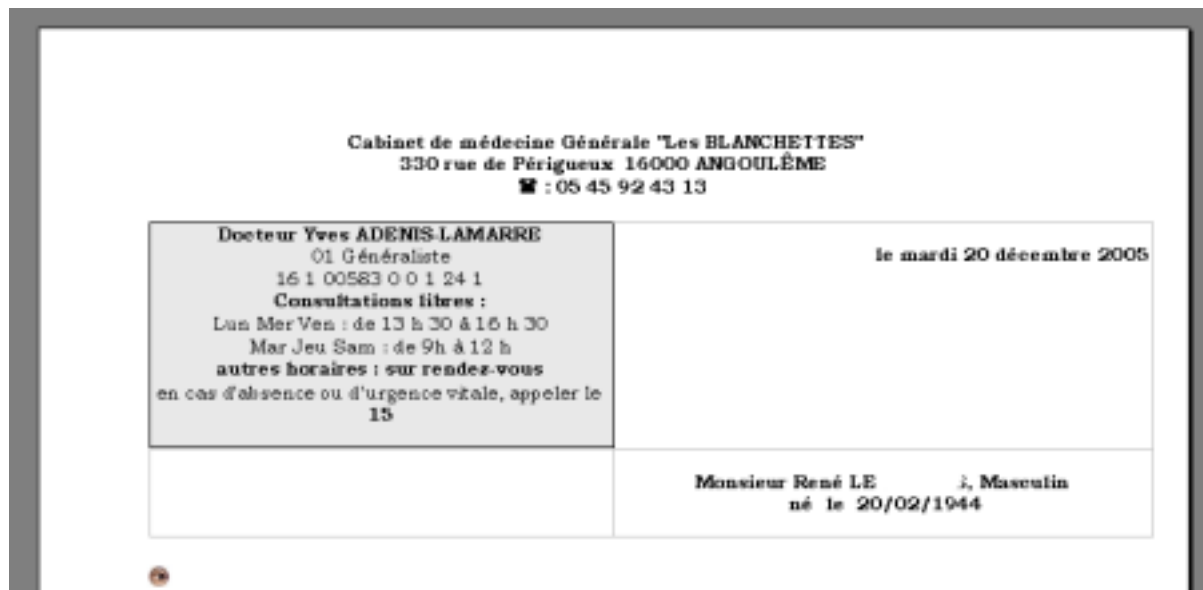 Cabinet de médecine Générale "Les BLANCHETTES"
330 rue de Périgueux 16000 ANGOULÊME
☎ : 05 45 92 43 13
Docteur Yves ADENIS-LAMARRE
01 Généraliste
16 1 00583 0 0 1 24 1
Consultations libres :
Lun Mer Ven : de 13 h 30 à 16 h 30
Mar Jeu Sam : de 9h à 12 h
autres horaires : sur rendez-vous
en cas d'absence ou d'urgence vitale, appeler le
15
le mardi 20 décembre 2005
Monsieur René LE , Masculin
né le 20/02/1944